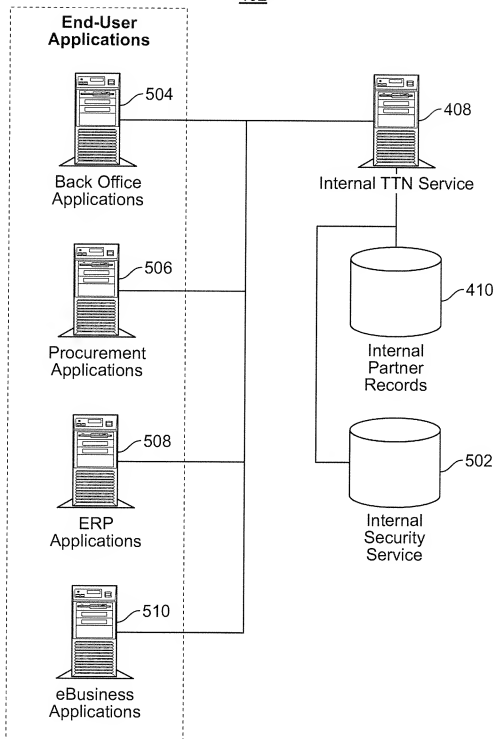 End-User
Applications
504
Back Office
Applications
408
Internal TTN Service
506
Procurement
Applications
410
Internal
Partner
Records
508
ERP
Applications
502
Internal
Security
Service
510
eBusiness
Applications